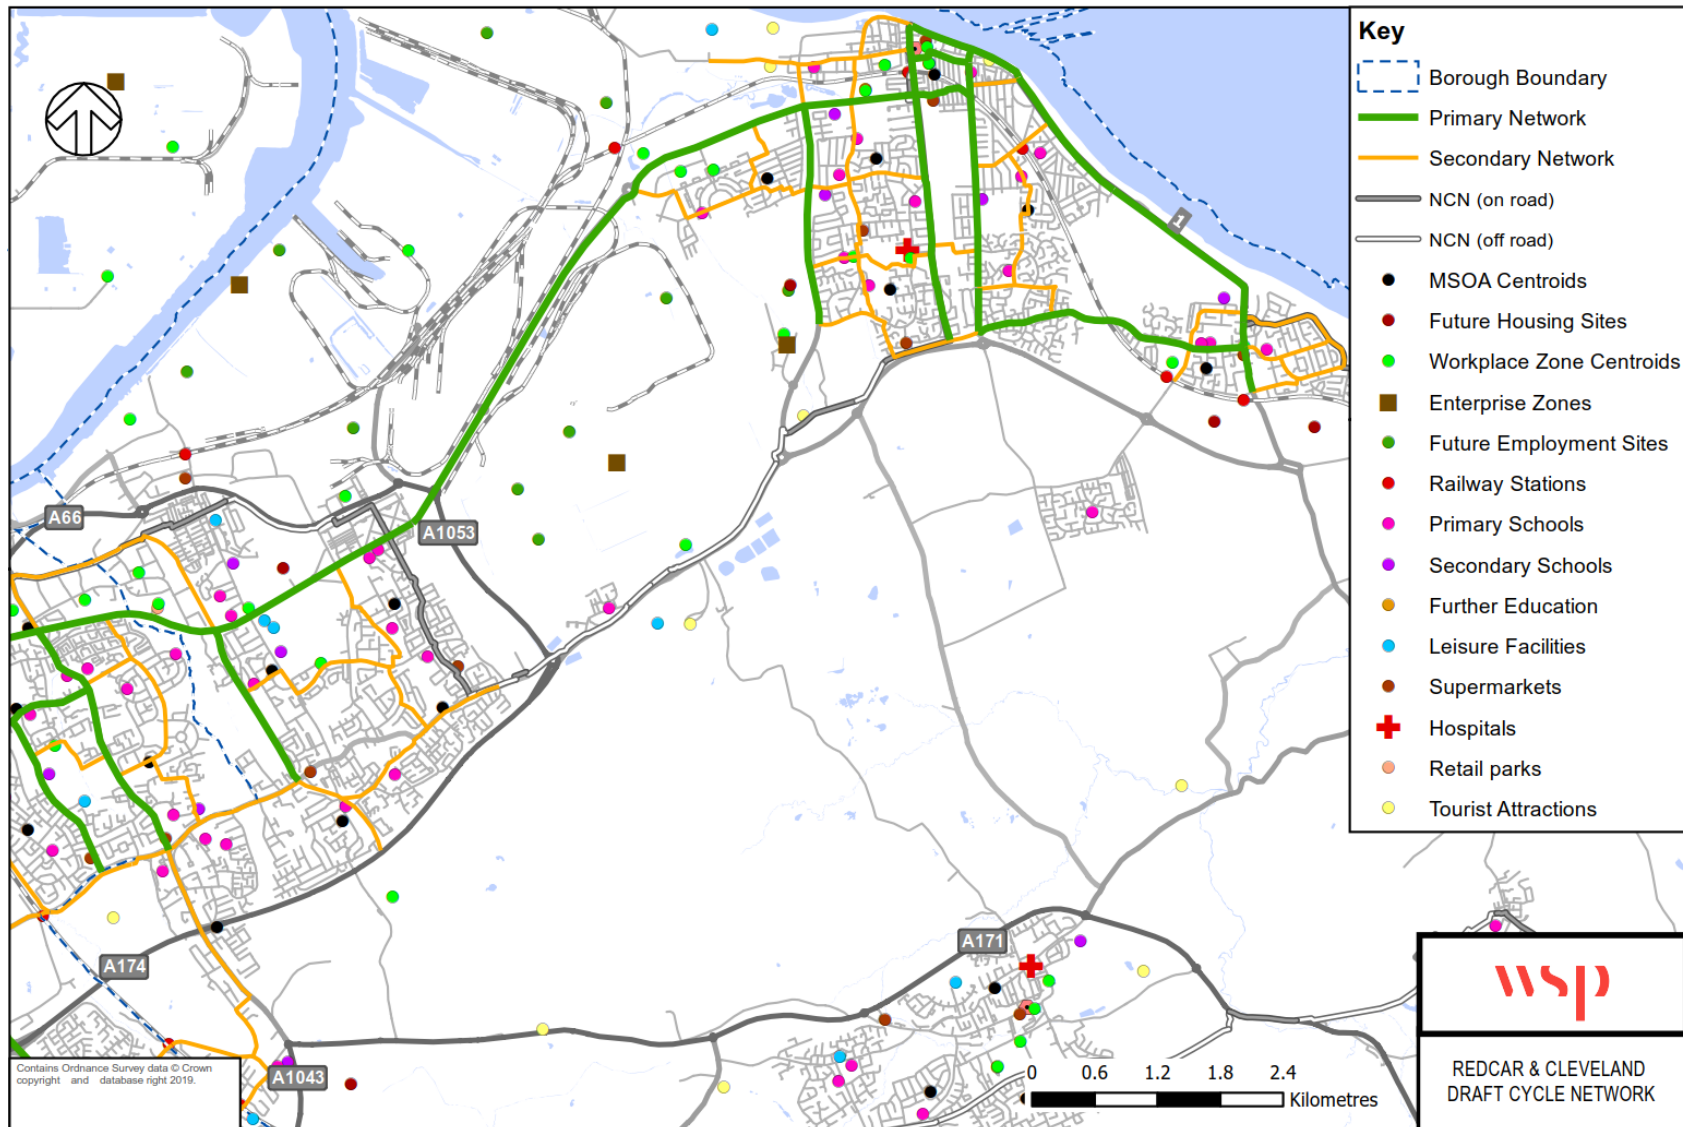 Key
Borough Boundary
Primary Network
Secondary Network
NCN (on road)
NCN (off road)
MSOA Centroids
Future Housing Sites
Workplace Zone Centroids
Enterprise Zones
Future Employment Sites
Railway Stations
Primary Schools
Secondary Schools
Further Education
Leisure Facilities
Supermarkets
Hospitals
Retail parks
Tourist Attractions
1
A66
A1053
A174
A171
A1043
Contains Ordnance Survey data © Crown
copyright and database right 2019.
0 0.6 1.2 1.8 2.4
Kilometres
wsp
REDCAR & CLEVELAND
DRAFT CYCLE NETWORK